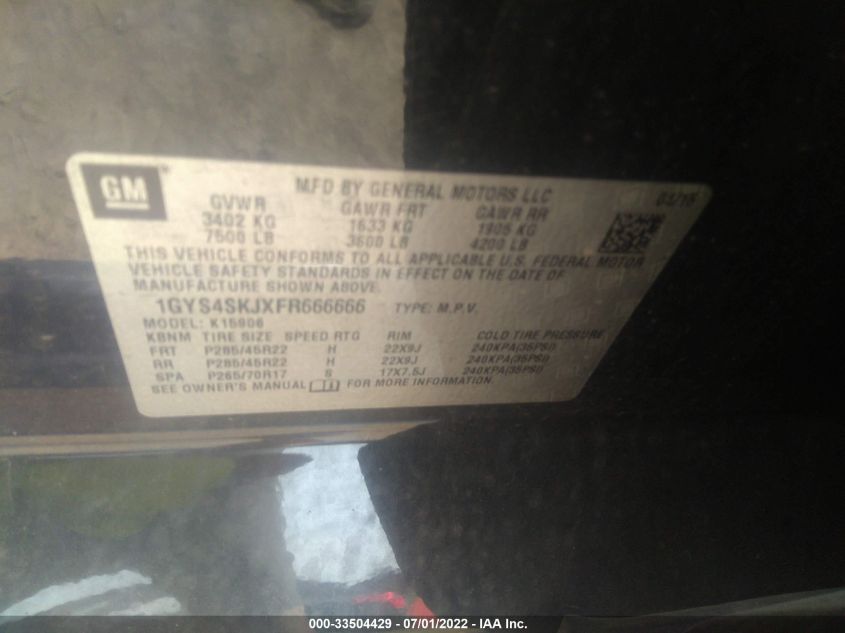 GM
MFD BY GENERAL MOTORS LLC
03/15
GVWR GAWR FRT GAWR RR
3402 KG 1633 KG 1905 KG
7500 LB 3600 LB 4200 LB
THIS VEHICLE CONFORMS TO ALL APPLICABLE U.S. FEDERAL MOTOR
VEHICLE SAFETY STANDARDS IN EFFECT ON THE DATE OF
MANUFACTURE SHOWN ABOVE.
1GYS4SKJXFR666666 TYPE: M.P.V.
MODEL: K15906
KBNM TIRE SIZE SPEED RTG RIM COLD TIRE PRESSURE
FRT P285/45R22 H 22X9J 240KPA(35PSI)
RR P285/45R22 H 22X9J 240KPA(35PSI)
SPA P265/70R17 S 17X7.5J 240KPA(35PSI)
SEE OWNER'S MANUAL FOR MORE INFORMATION.
000-33504429 - 07/01/2022 - IAA Inc.